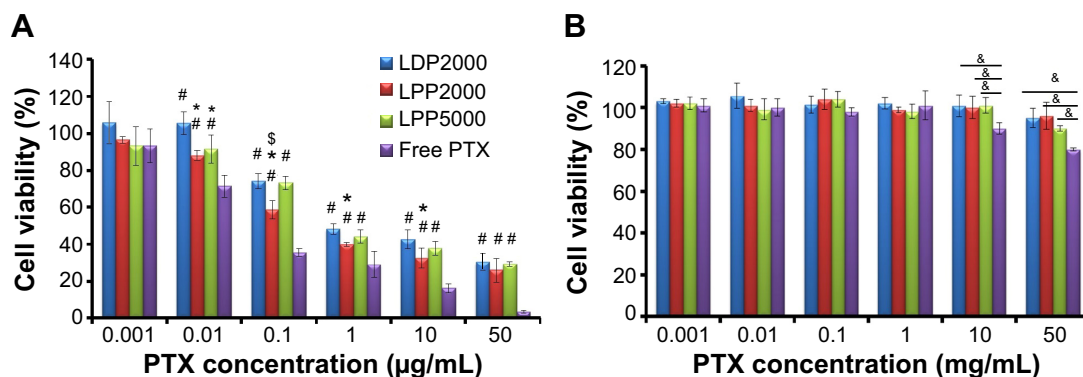 A
140
120
100
80
60
40
20
0
Cell viability (%)
LDP2000
LPP2000
LPP5000
Free PTX
#
* *
# #
$
# * #
#
*
# # #
*
# # #
# # #
0.001 0.01 0.1 1 10 50
PTX concentration (µg/mL)
B
120
100
80
60
40
20
0
Cell viability (%)
&
&
&
&
&
&
0.001 0.01 0.1 1 10 50
PTX concentration (mg/mL)